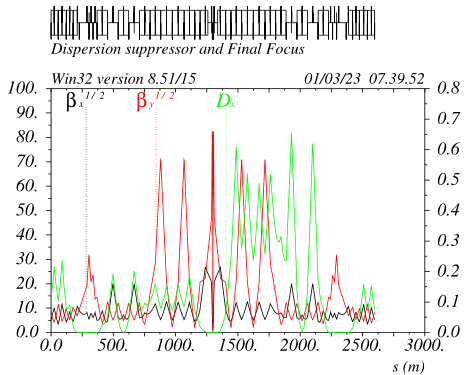 Dispersion suppressor and Final Focus
Win32 version 8.51/15 01/03/23 07.39.52
100. βx1/2 βy1/2 Dx 0.8
90. 0.7
80.
70. 0.6
60. 0.5
50. 0.4
40. 0.3
30. 0.2
20. 0.1
10. 0.0
0.0
0.0 500. 1000. 1500. 2000. 2500. 3000.
s (m)